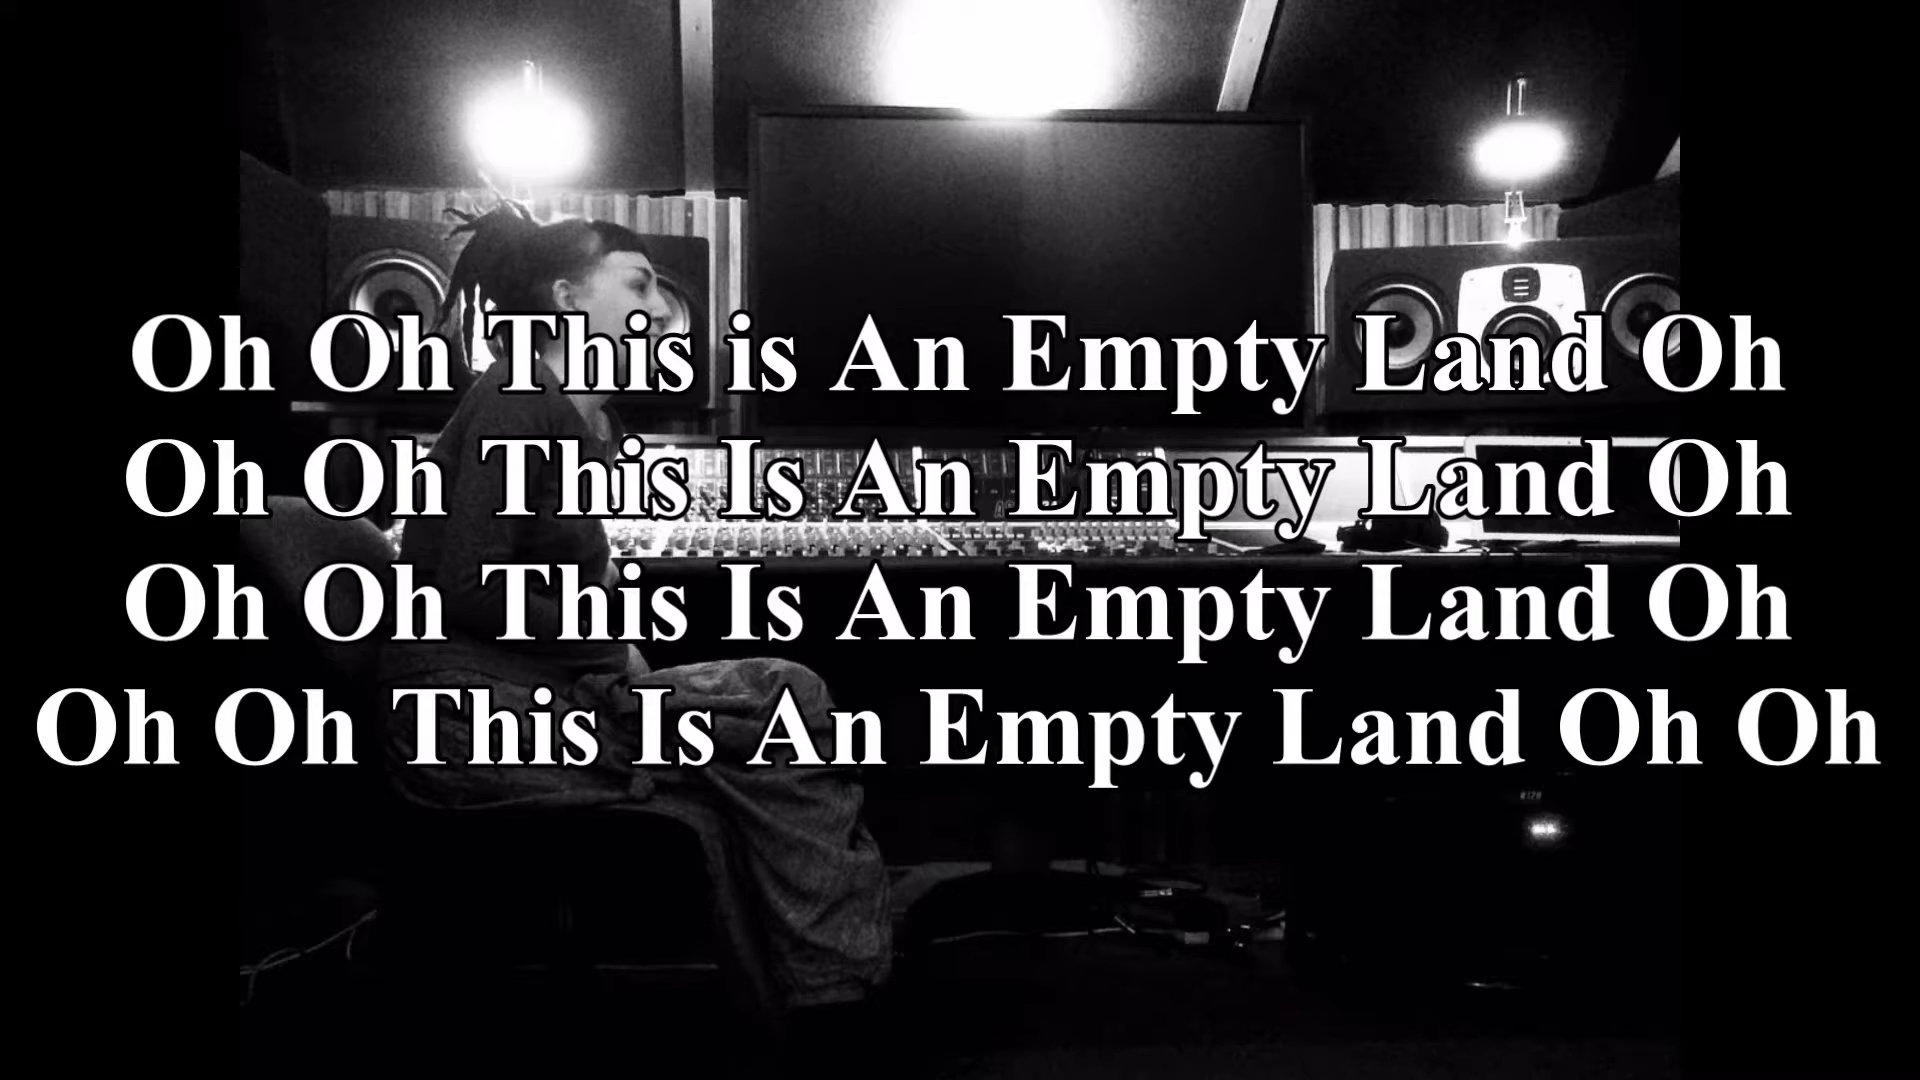 Oh Oh This is An Empty Land Oh
Oh Oh This Is An Empty Land Oh
Oh Oh This Is An Empty Land Oh
Oh Oh This Is An Empty Land Oh Oh